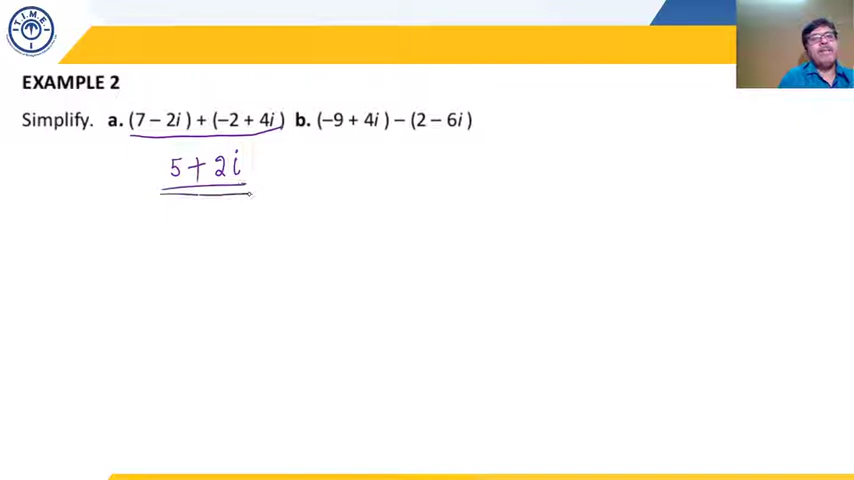 T.I.M.E.I
EXAMPLE 2
Simplify. a. (7 – 2i ) + (–2 + 4i ) b. (–9 + 4i ) – (2 – 6i )
5 + 2i